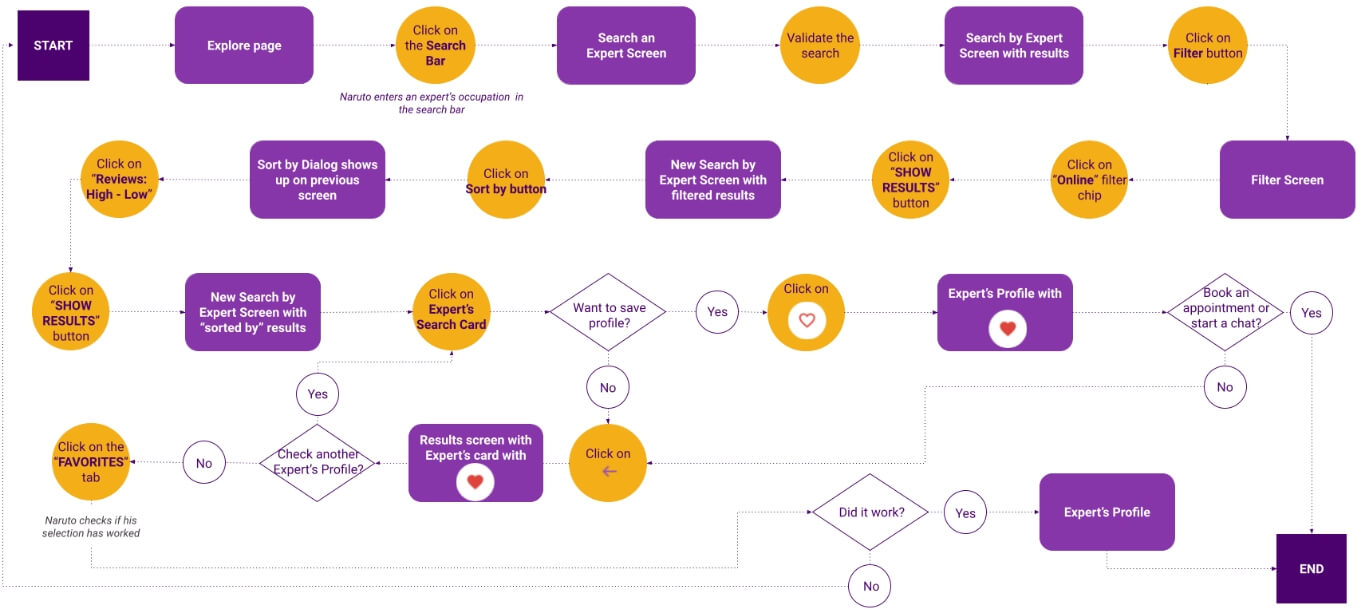 START
Explore page
Click on
the Search
Bar
Naruto enters an expert's occupation in
the search bar
Search an
Expert Screen
Validate the
search
Search by Expert
Screen with results
Click on
Filter button
Filter Screen
Click on
“Online” filter
chip
Click on
“SHOW
RESULTS”
button
New Search by
Expert Screen with
filtered results
Click on
Sort by button
Sort by Dialog shows
up on previous
screen
Click on
“Reviews:
High - Low”
Click on
“SHOW
RESULTS”
button
New Search by
Expert Screen with
“sorted by” results
Click on
Expert's
Search Card
Want to save
profile?
Yes
No
Click on
Expert's Profile with
Book an
appointment or
start a chat?
Yes
No
Click on
Results screen with
Expert's card with
Check another
Expert's Profile?
Yes
No
Click on the
“FAVORITES”
tab
Naruto checks if his
selection has worked
Did it work?
Yes
No
Expert's Profile
END